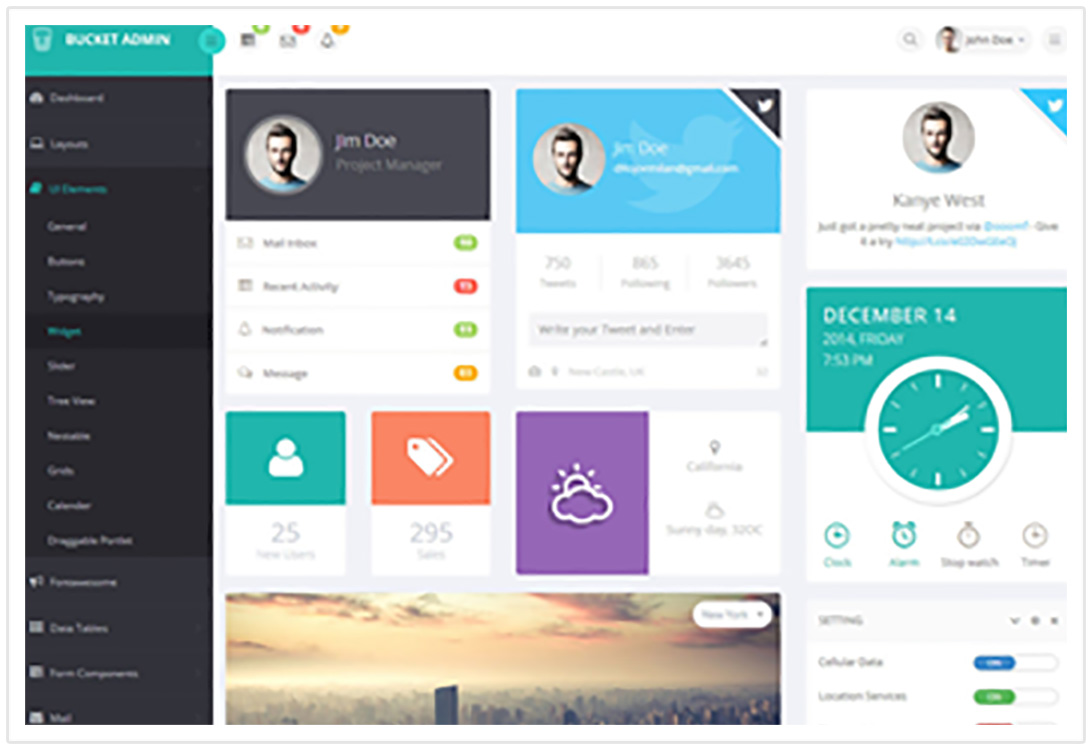 BUCKET ADMIN
John Doe
Dashboard
Layouts
UI Elements
General
Buttons
Typography
Widget
Slider
Tree View
Nestable
Grids
Calender
Draggable Portlet
Fontawesome
Data Tables
Form Components
Mail
Jim Doe
Project Manager
Mail Inbox
Recent Activity
Notification
Message
Jim Doe
750
865
3645
Tweets
Following
Followers
Write your Tweet and Enter
New Castle, UK
Kanye West
Just got a pretty neat project via
Give
it a try
DECEMBER 14
2014, FRIDAY
7:53 PM
Clock
Alarm
Stop watch
Timer
25
New Users
295
Sales
California
Sunny day, 32OC
New York
SETTING
Cellular Data
ON
Location Services
ON